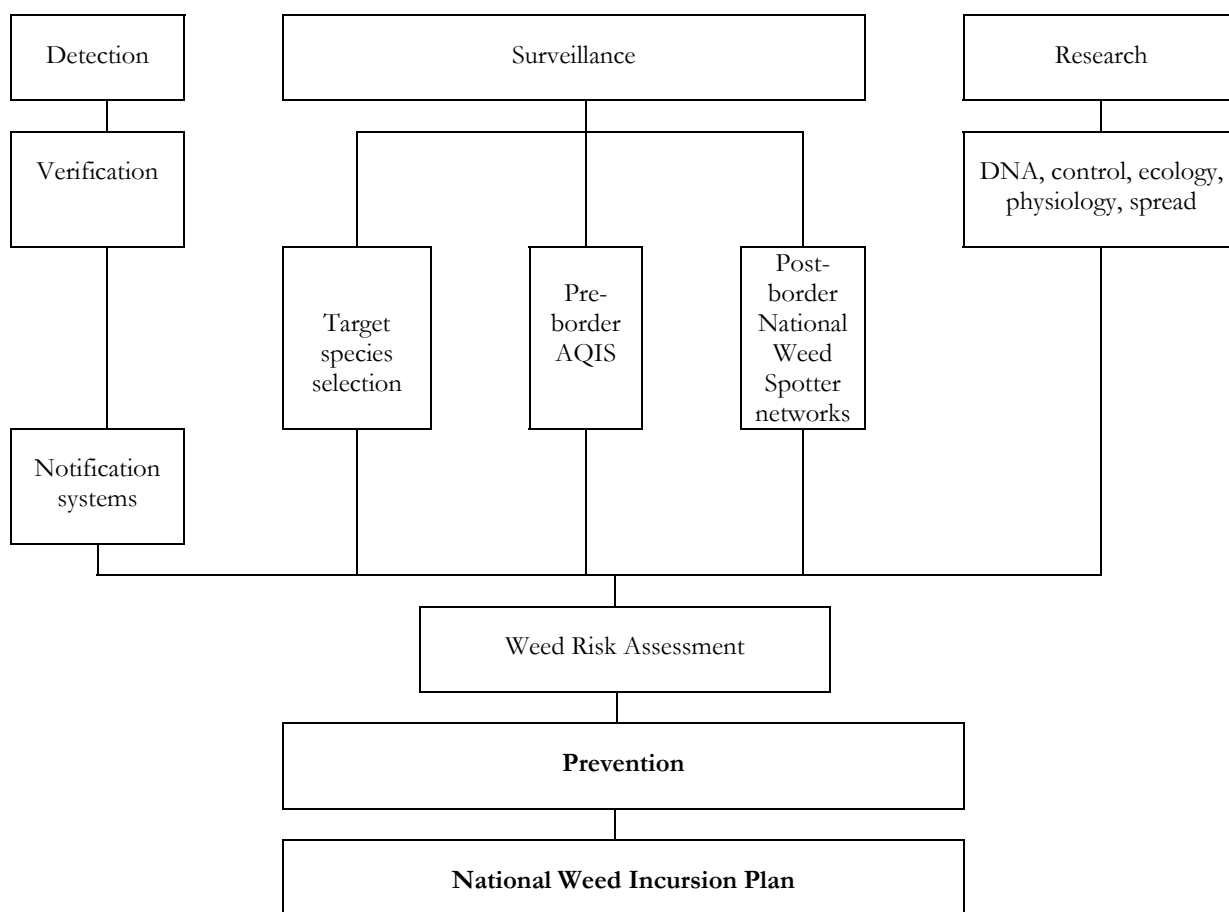 Detection
Surveillance
Research
Verification
DNA, control, ecology,
physiology, spread
Target
species
selection
Pre-
border
AQIS
Post-
border
National
Weed
Spotter
networks
Notification
systems
Weed Risk Assessment
Prevention
National Weed Incursion Plan